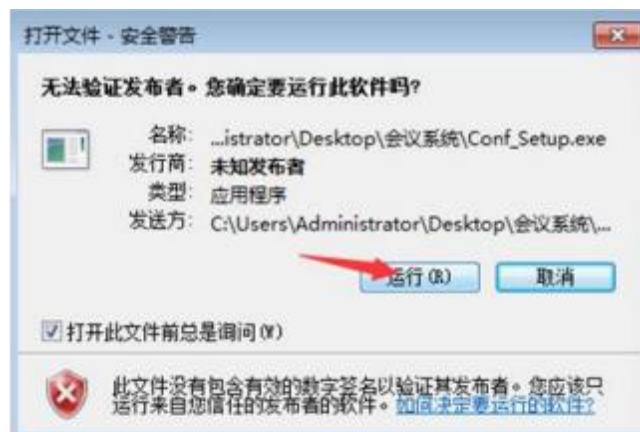 打开文件 - 安全警告
无法验证发布者。您确定要运行此软件吗?
名称: ...istrator\Desktop\会议系统\Conf_Setup.exe
发行商: 未知发布者
类型: 应用程序
发送方: C:\Users\Administrator\Desktop\会议系统\...
运行(R) 取消
打开此文件前总是询问(W)
此文件没有包含有效的数字签名以验证其发布者。您应该只
运行来自您信任的发布者的软件。如何决定要运行的软件?